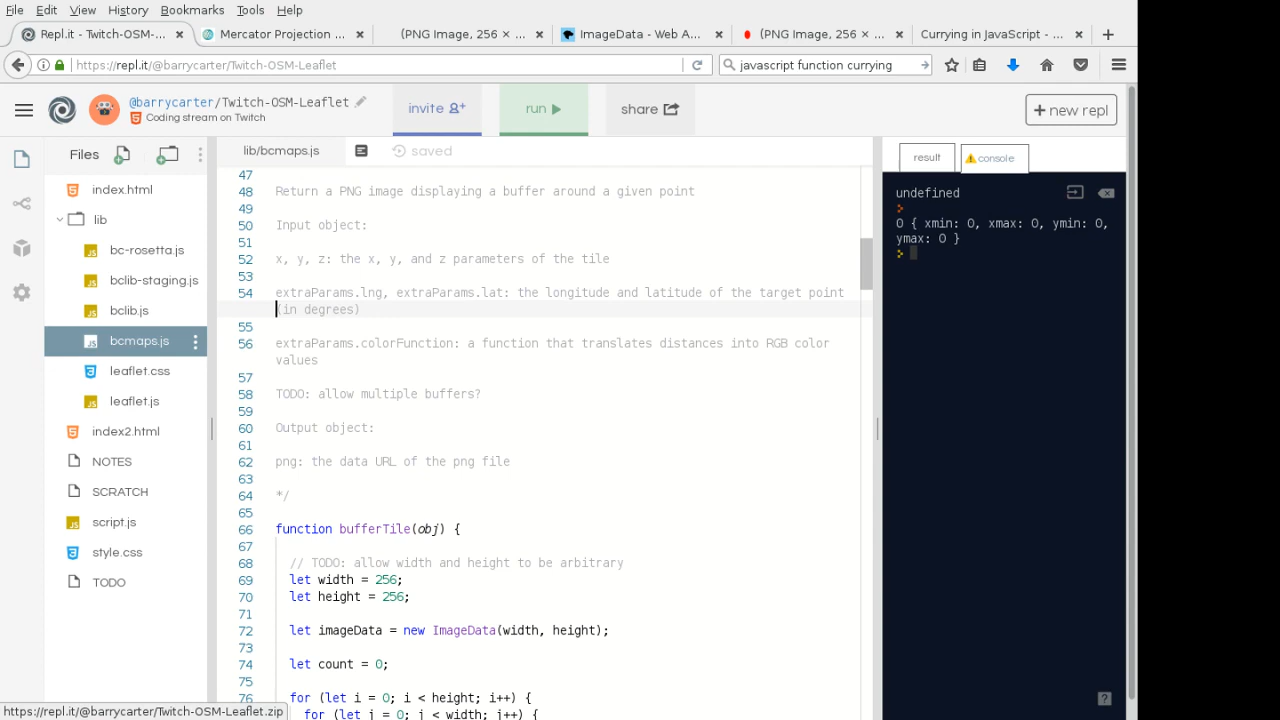 File Edit View History Bookmarks Tools Help
Repl.it - Twitch-OSM-... × Mercator Projection ... × (PNG Image, 256 × ... × ImageData - Web A... × (PNG Image, 256 × ... × Currying in JavaScript - ... × +
https://repl.it/@barrycarter/Twitch-OSM-Leaflet javascript function currying
@barrycarter/Twitch-OSM-Leaflet
Coding stream on Twitch
invite
run
share
+ new repl
Files
lib/bcmaps.js
saved
result
console
index.html
lib
bc-rosetta.js
bclib-staging.js
bclib.js
bcmaps.js
leaflet.css
leaflet.js
index2.html
NOTES
SCRATCH
script.js
style.css
TODO
47
48 Return a PNG image displaying a buffer around a given point
49
50 Input object:
51
52 x, y, z: the x, y, and z parameters of the tile
53
54 extraParams.lng, extraParams.lat: the longitude and latitude of the target point
(in degrees)
55
56 extraParams.colorFunction: a function that translates distances into RGB color
values
57
58 TODO: allow multiple buffers?
59
60 Output object:
61
62 png: the data URL of the png file
63
64 */
65
66 function bufferTile(obj) {
67
68 // TODO: allow width and height to be arbitrary
69 let width = 256;
70 let height = 256;
71
72 let imageData = new ImageData(width, height);
73
74 let count = 0;
75
76 for (let i = 0; i < height; i++) {
for (let j = 0; j < width; j++) {
undefined
>
0 { xmin: 0, xmax: 0, ymin: 0,
ymax: 0 }
>
?
https://repl.it/@barrycarter/Twitch-OSM-Leaflet.zip